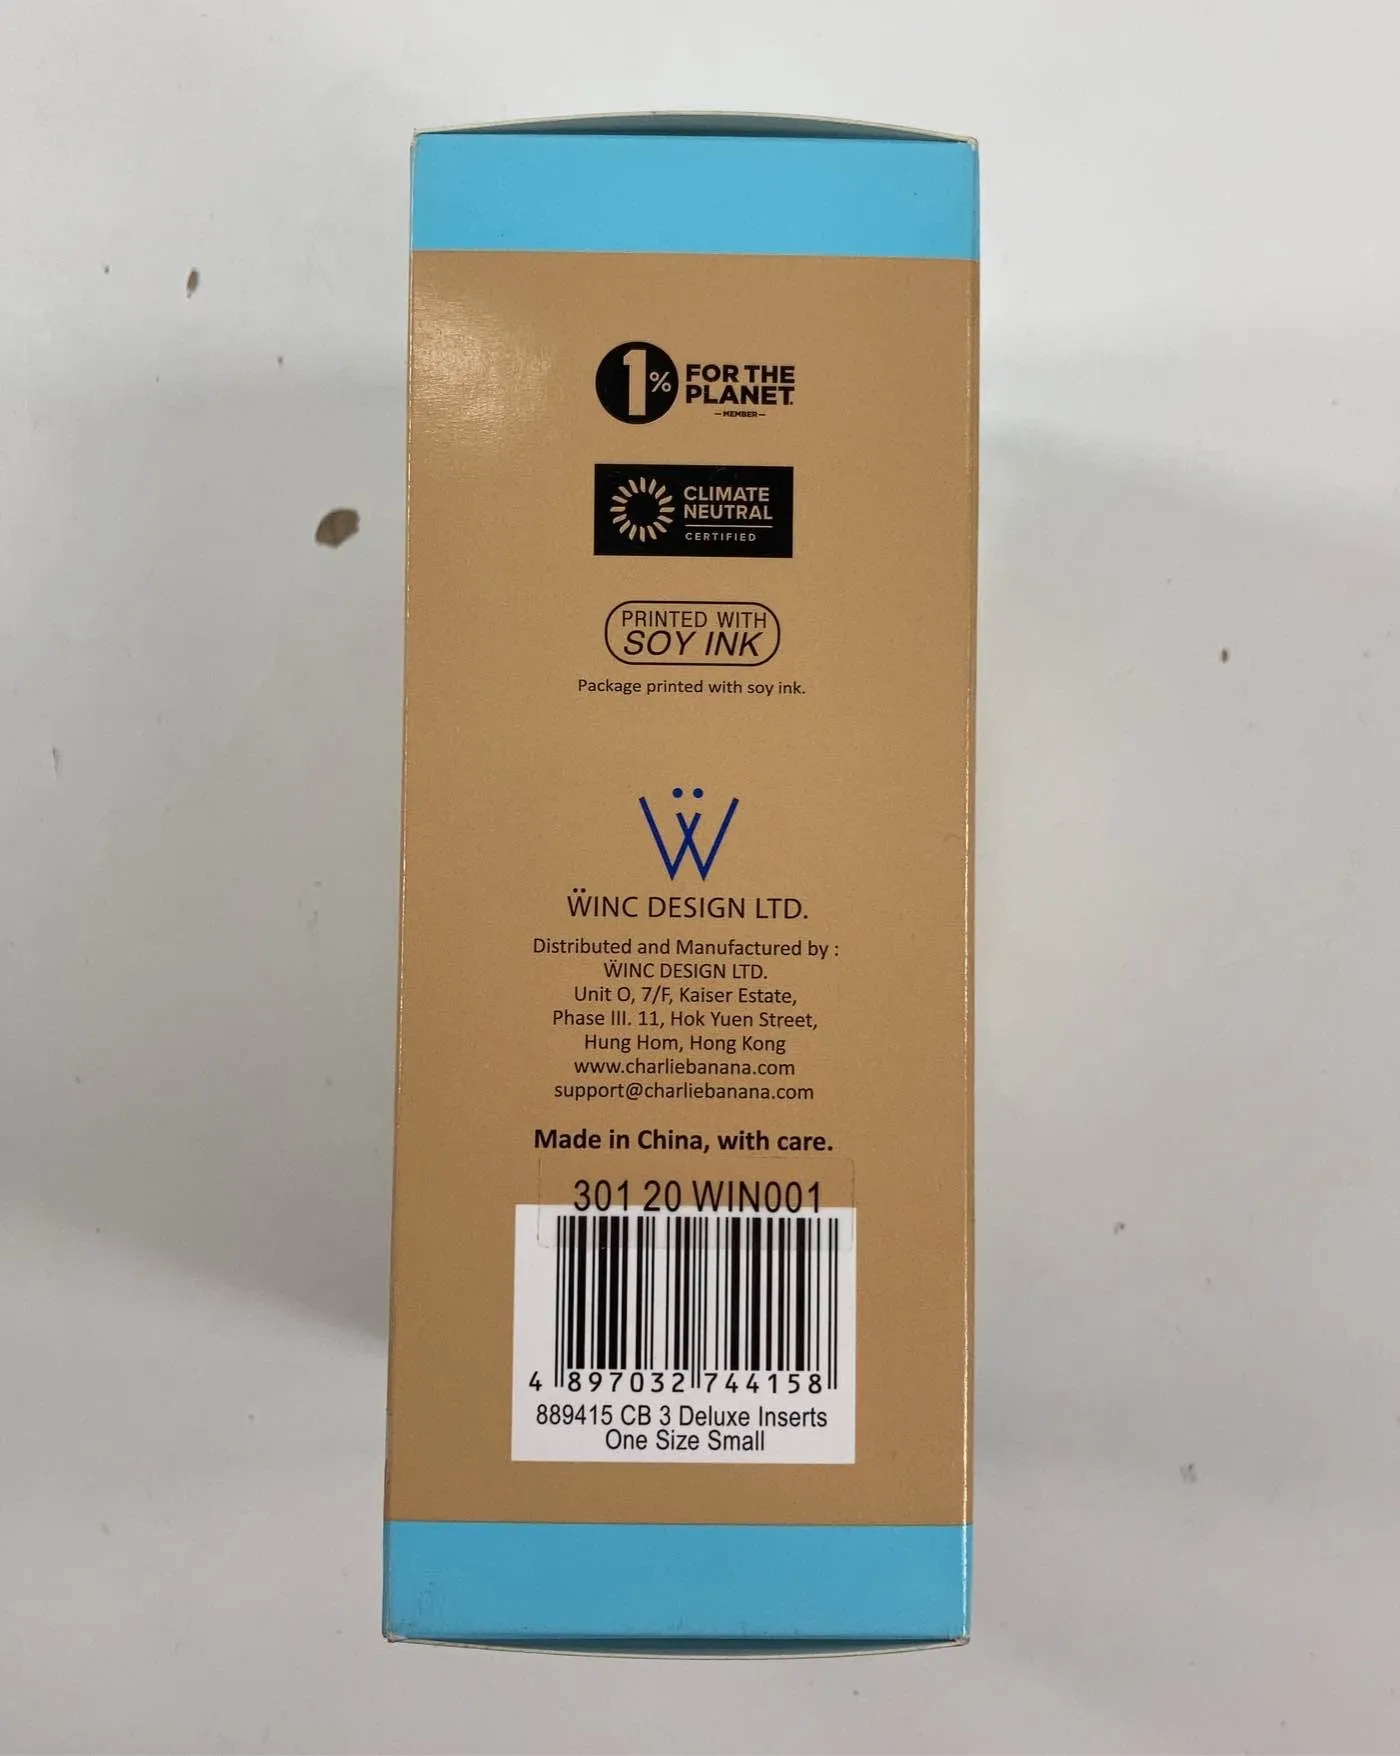 1%
FOR THE
PLANET.
—MEMBER—
CLIMATE
NEUTRAL
CERTIFIED
PRINTED WITH
SOY INK
Package printed with soy ink.
ẄINC DESIGN LTD.
Distributed and Manufactured by :
ẄINC DESIGN LTD.
Unit O, 7/F, Kaiser Estate,
Phase III. 11, Hok Yuen Street,
Hung Hom, Hong Kong
www.charliebanana.com
support@charliebanana.com
Made in China, with care.
301 20 WIN001
4 897032 744158
889415 CB 3 Deluxe Inserts
One Size Small